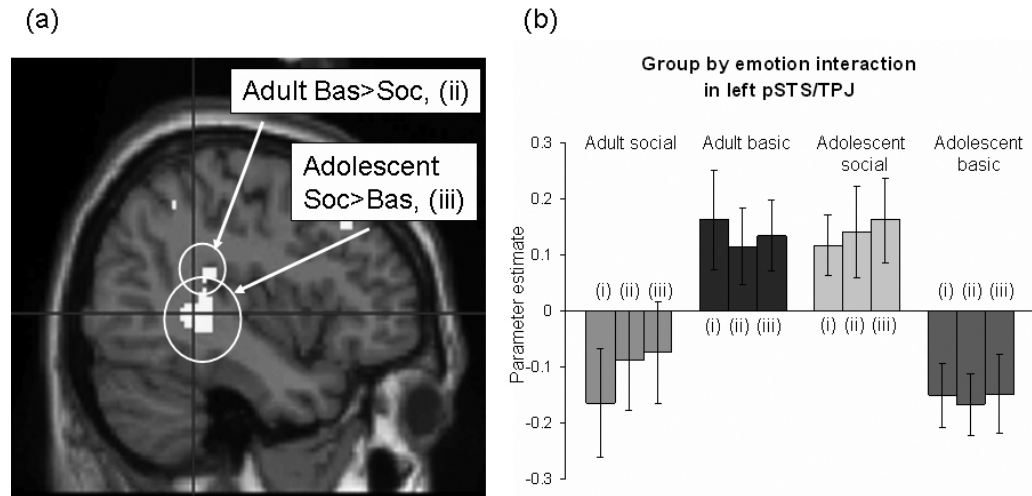 (a)
Adult Bas>Soc, (ii)
Adolescent
Soc>Bas, (iii)
(b)
Group by emotion interaction
in left pSTS/TPJ
Parameter estimate
0.3
0.2
0.1
0
-0.1
-0.2
-0.3
Adult social
Adult basic
Adolescent
social
Adolescent
basic
(i) (ii) (iii)
(i) (ii) (iii)
(i) (ii) (iii)
(i) (ii) (iii)